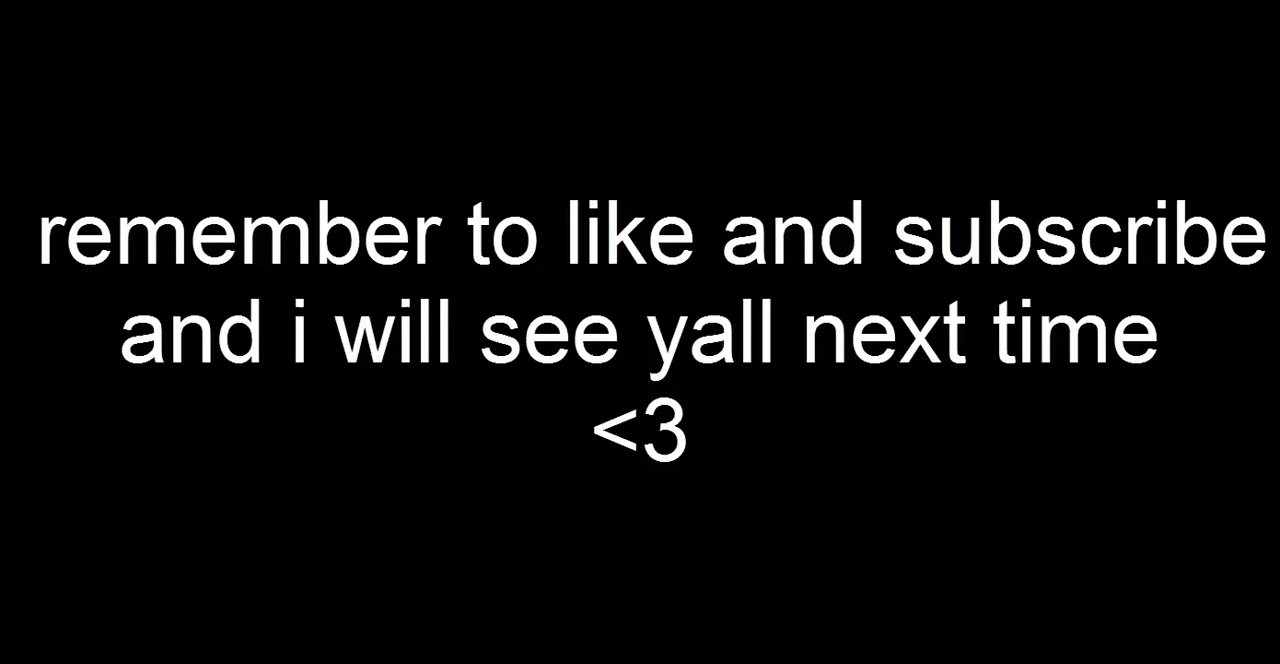 remember to like and subscribe
and i will see yall next time
<3